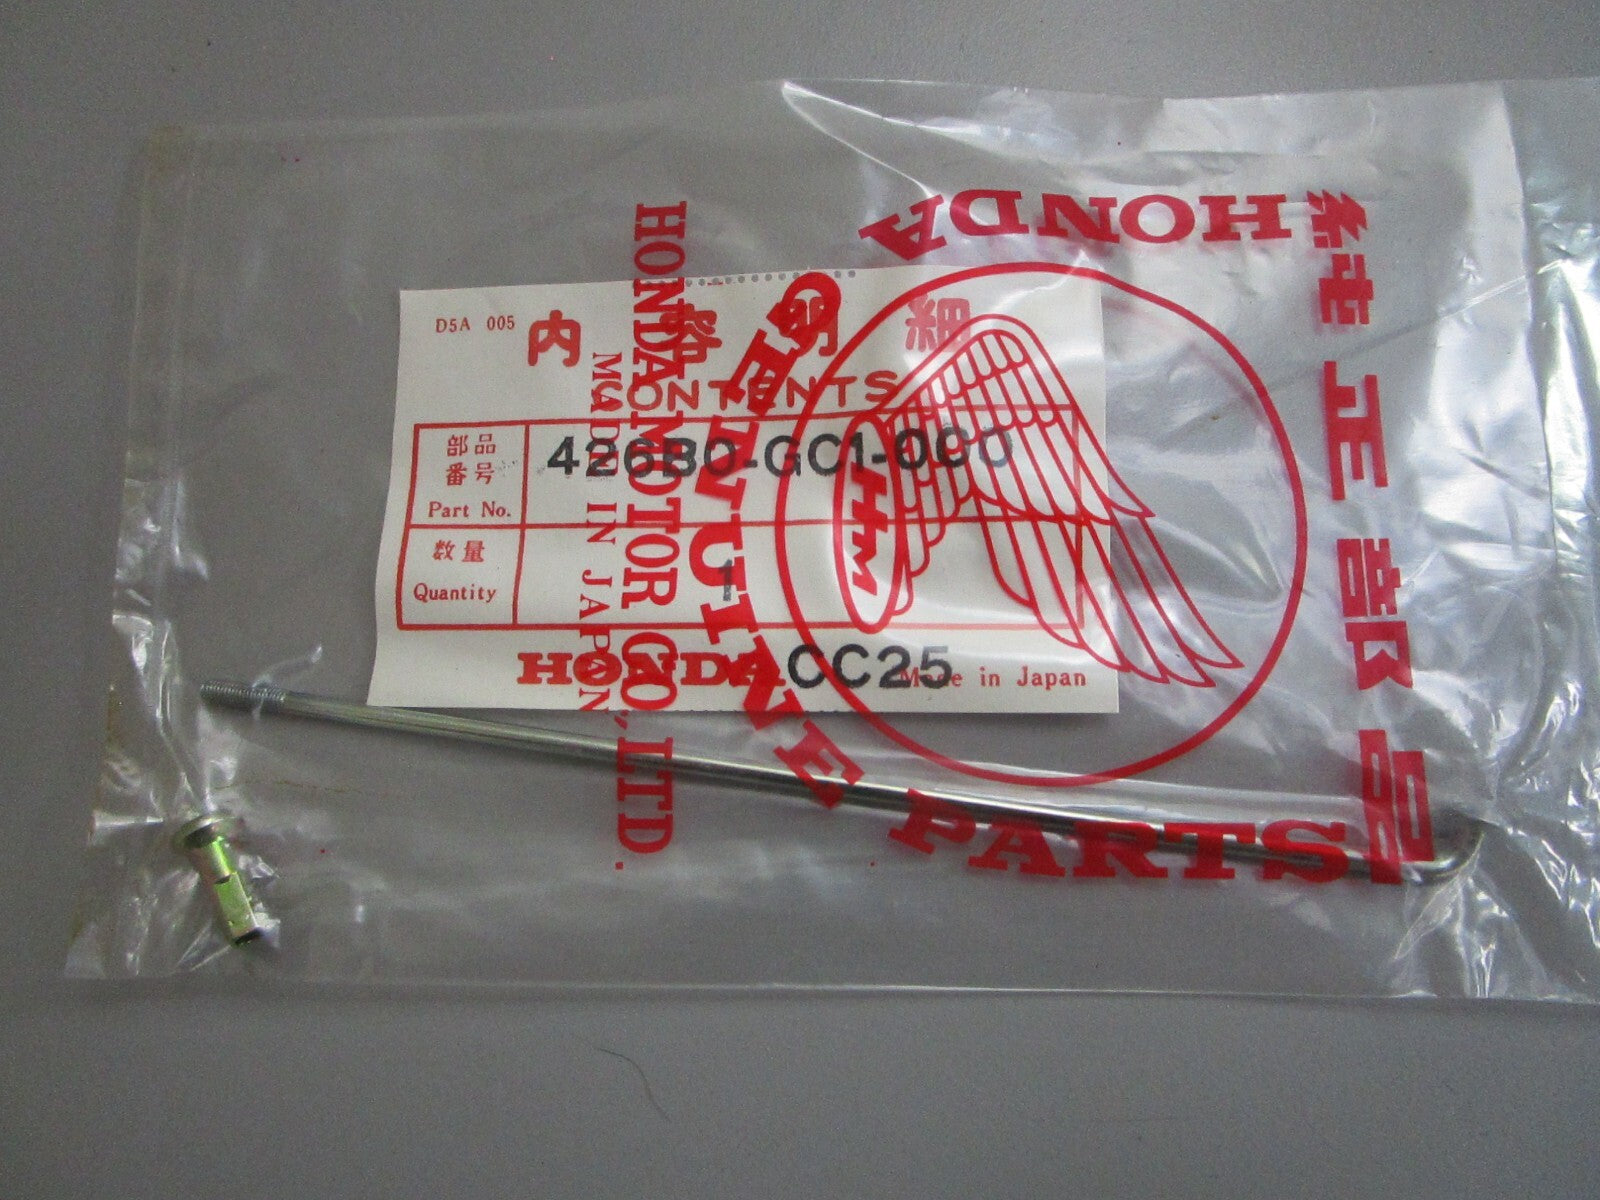 D5A 005
内容明細
CONTENTS
部品
番号
Part No.
42680-GC1-000
数量
Quantity
1
HONDA
CC25
Made in Japan
HONDA MOTOR CO., LTD.
MADE IN JAPAN
HONDA
GENUINE PARTS
HM
純正部品